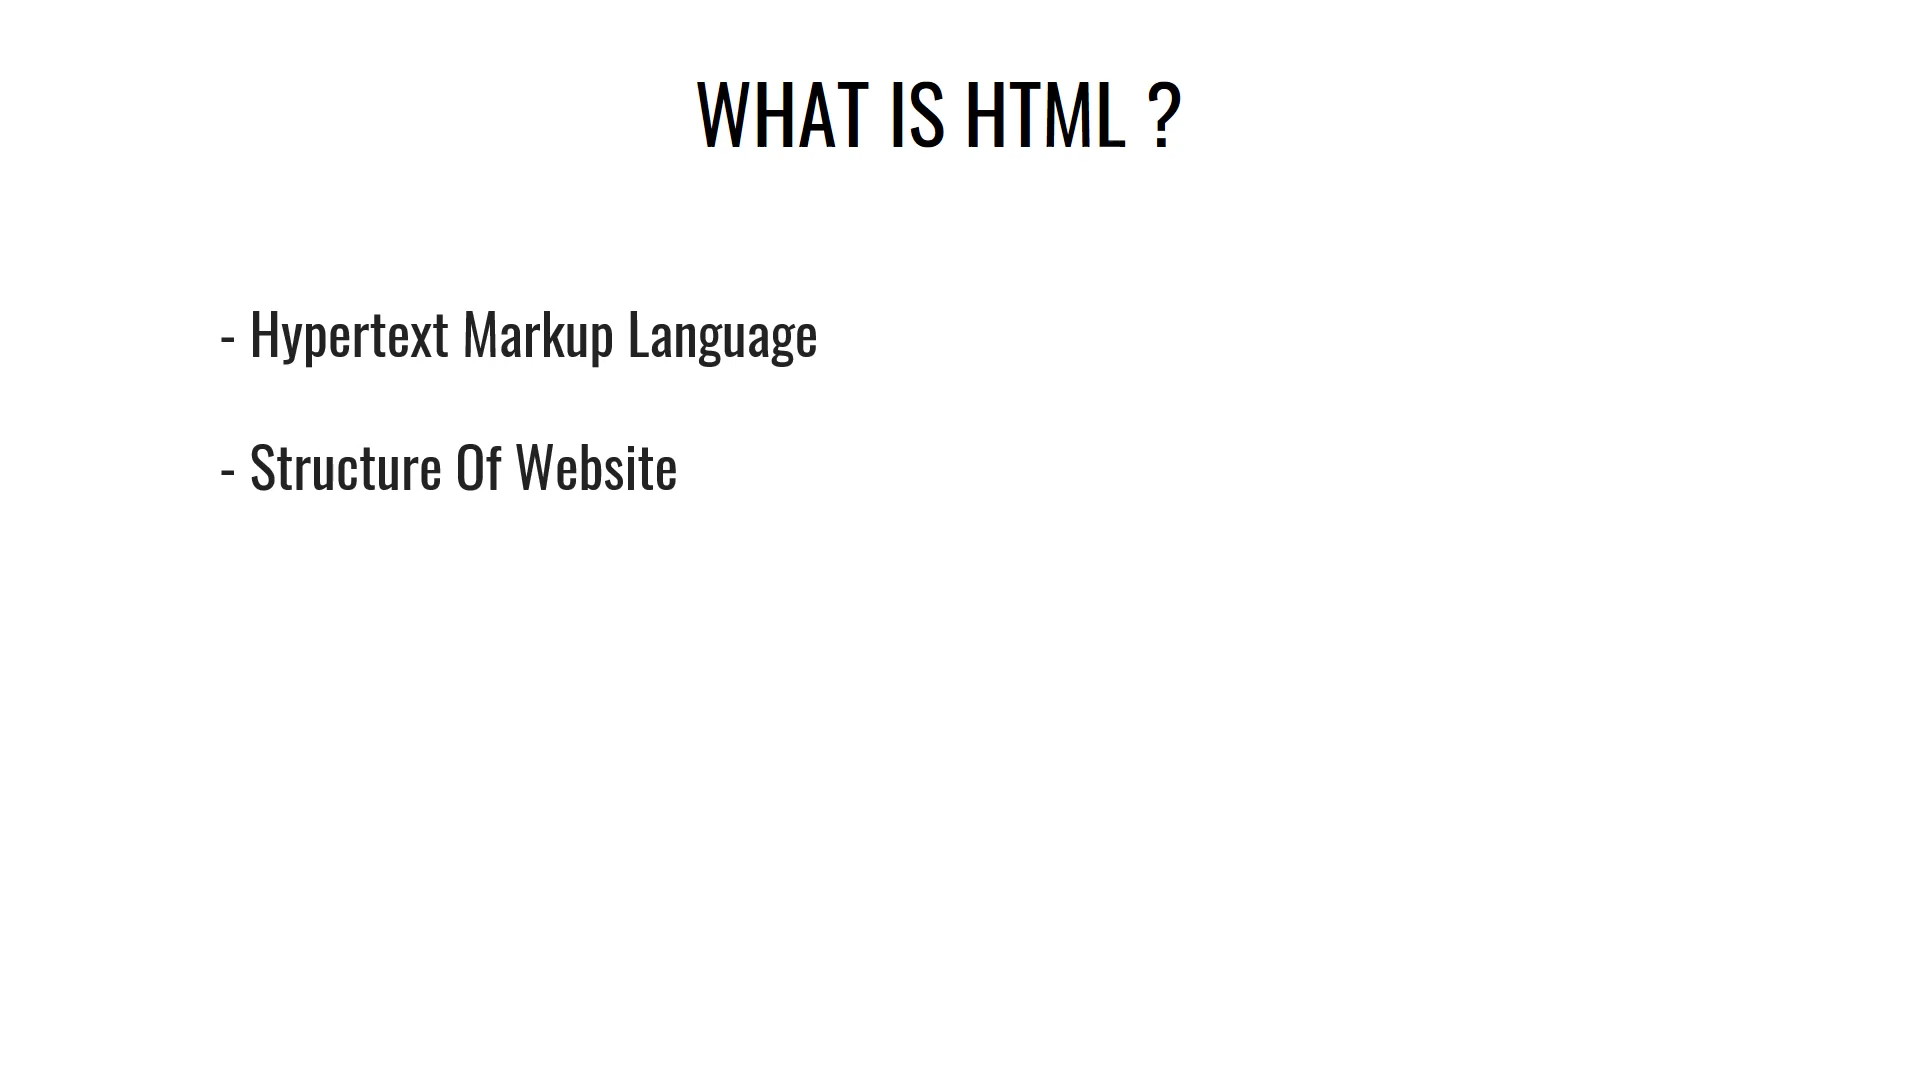 WHAT IS HTML ?
- Hypertext Markup Language
- Structure Of Website